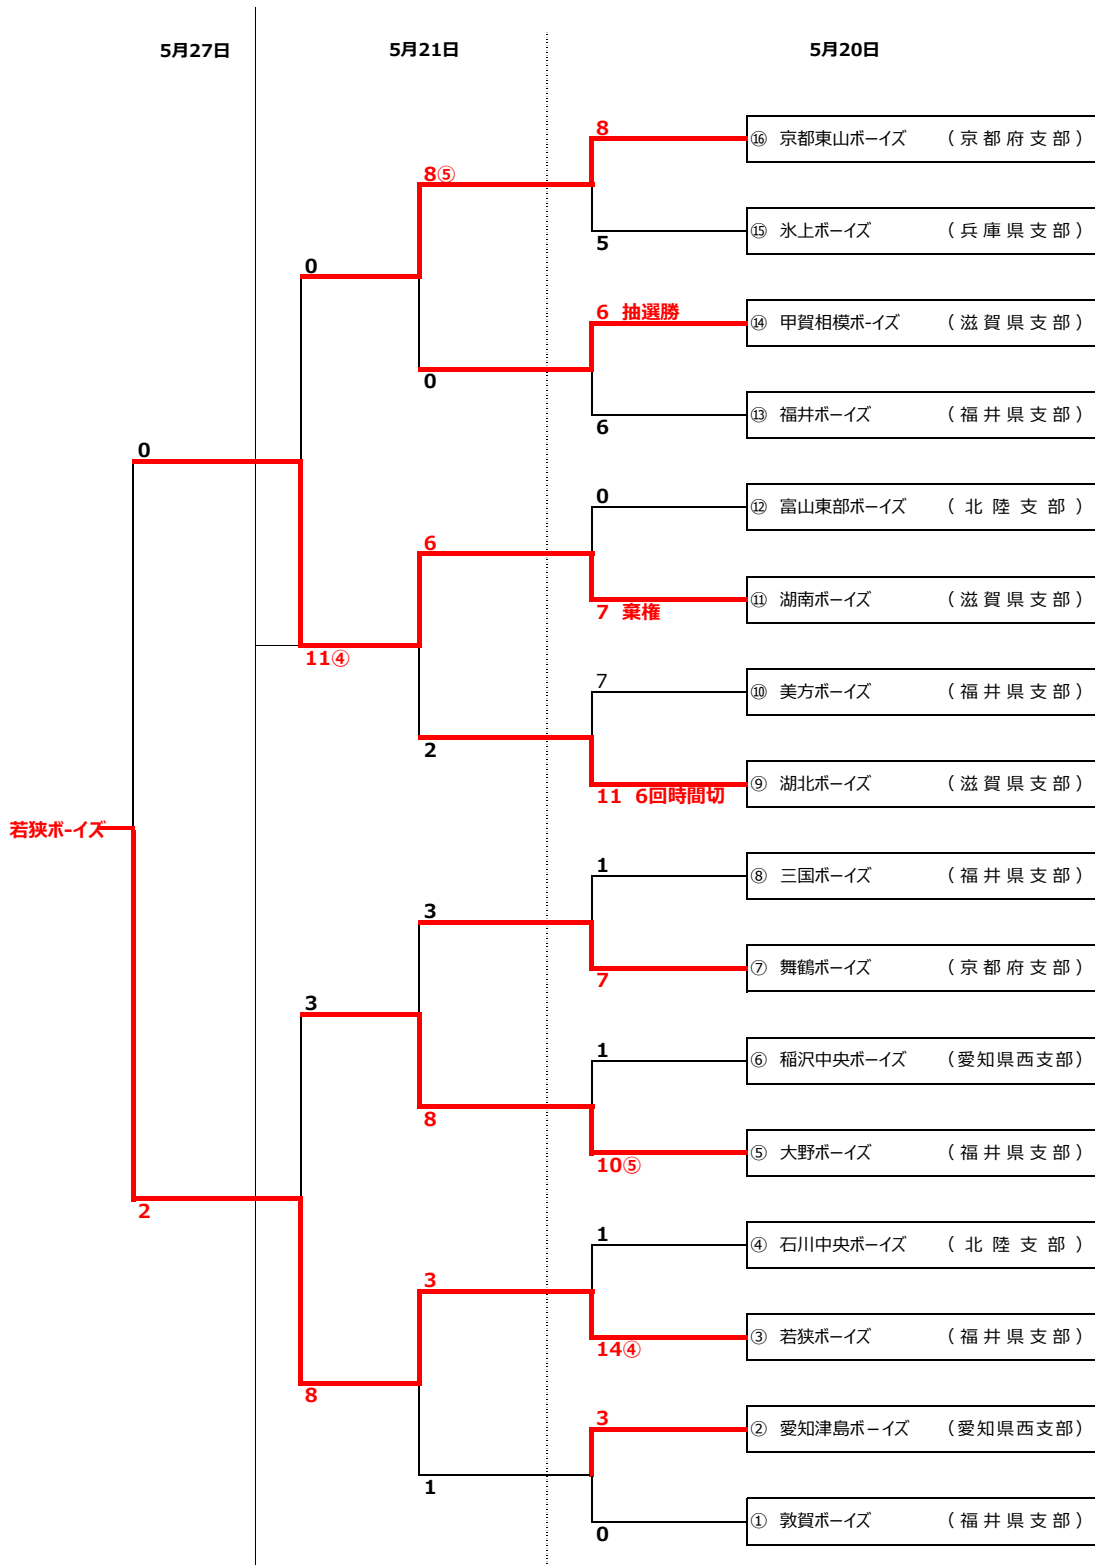 5月27日 5月21日 5月20日
8
⑯ 京都東山ボーイズ (京都府支部)
8⑤
⑮ 氷上ボーイズ (兵庫県支部)
5
0
6 抽選勝
⑭ 甲賀相模ボ-イズ (滋賀県支部)
0
⑬ 福井ボーイズ (福井県支部)
6
0
0
⑫ 富山東部ボーイズ (北陸支部)
6
⑪ 湖南ボーイズ (滋賀県支部)
7 棄権
11④
7
⑩ 美方ボーイズ (福井県支部)
2
⑨ 湖北ボーイズ (滋賀県支部)
11 6回時間切
若狭ボ-イズ
1
⑧ 三国ボーイズ (福井県支部)
3
⑦ 舞鶴ボーイズ (京都府支部)
7
3
1
⑥ 稲沢中央ボーイズ (愛知県西支部)
8
⑤ 大野ボーイズ (福井県支部)
10⑤
2
1
④ 石川中央ボーイズ (北陸支部)
3
③ 若狭ボーイズ (福井県支部)
14④
8
3
② 愛知津島ボーイズ (愛知県西支部)
1
① 敦賀ボーイズ (福井県支部)
0